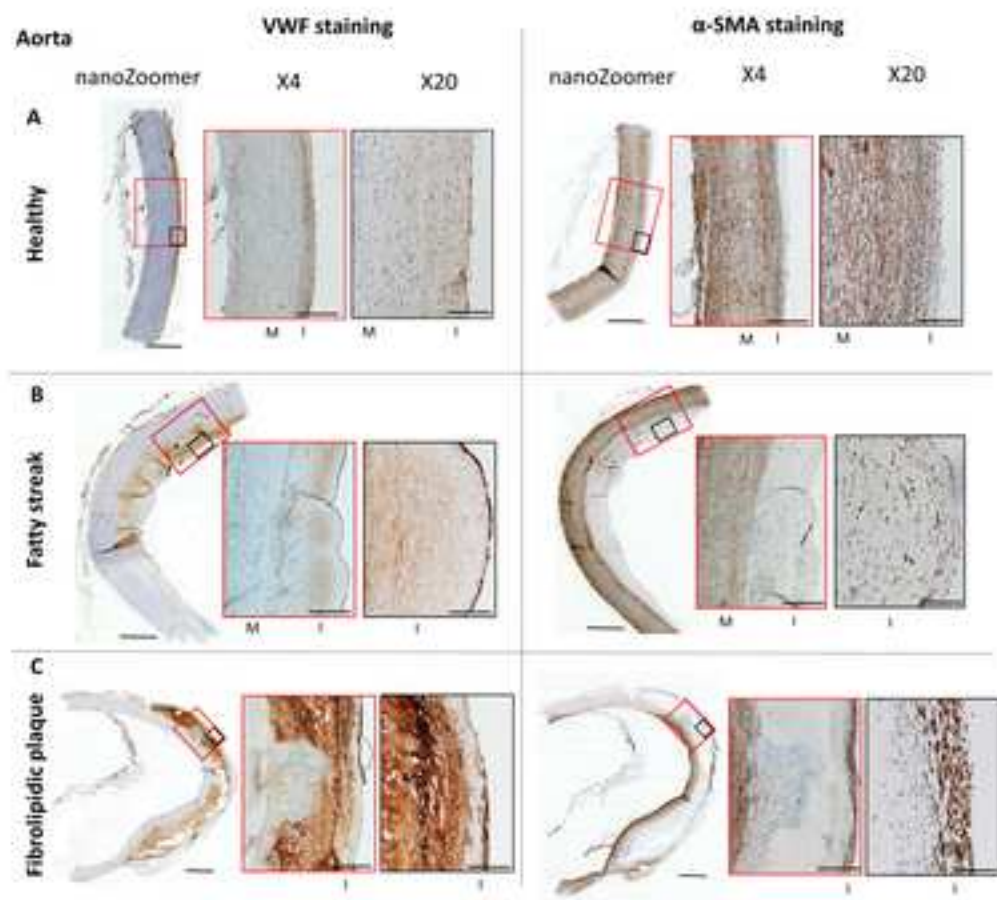 VWF staining
α-SMA staining
Aorta
nanoZoomer
X4
X20
nanoZoomer
X4
X20
A
Healthy
M
I
M
I
M
I
M
I
B
Fatty streak
M
I
I
M
I
I
C
Fibrolipidic plaque
I
I
I
I